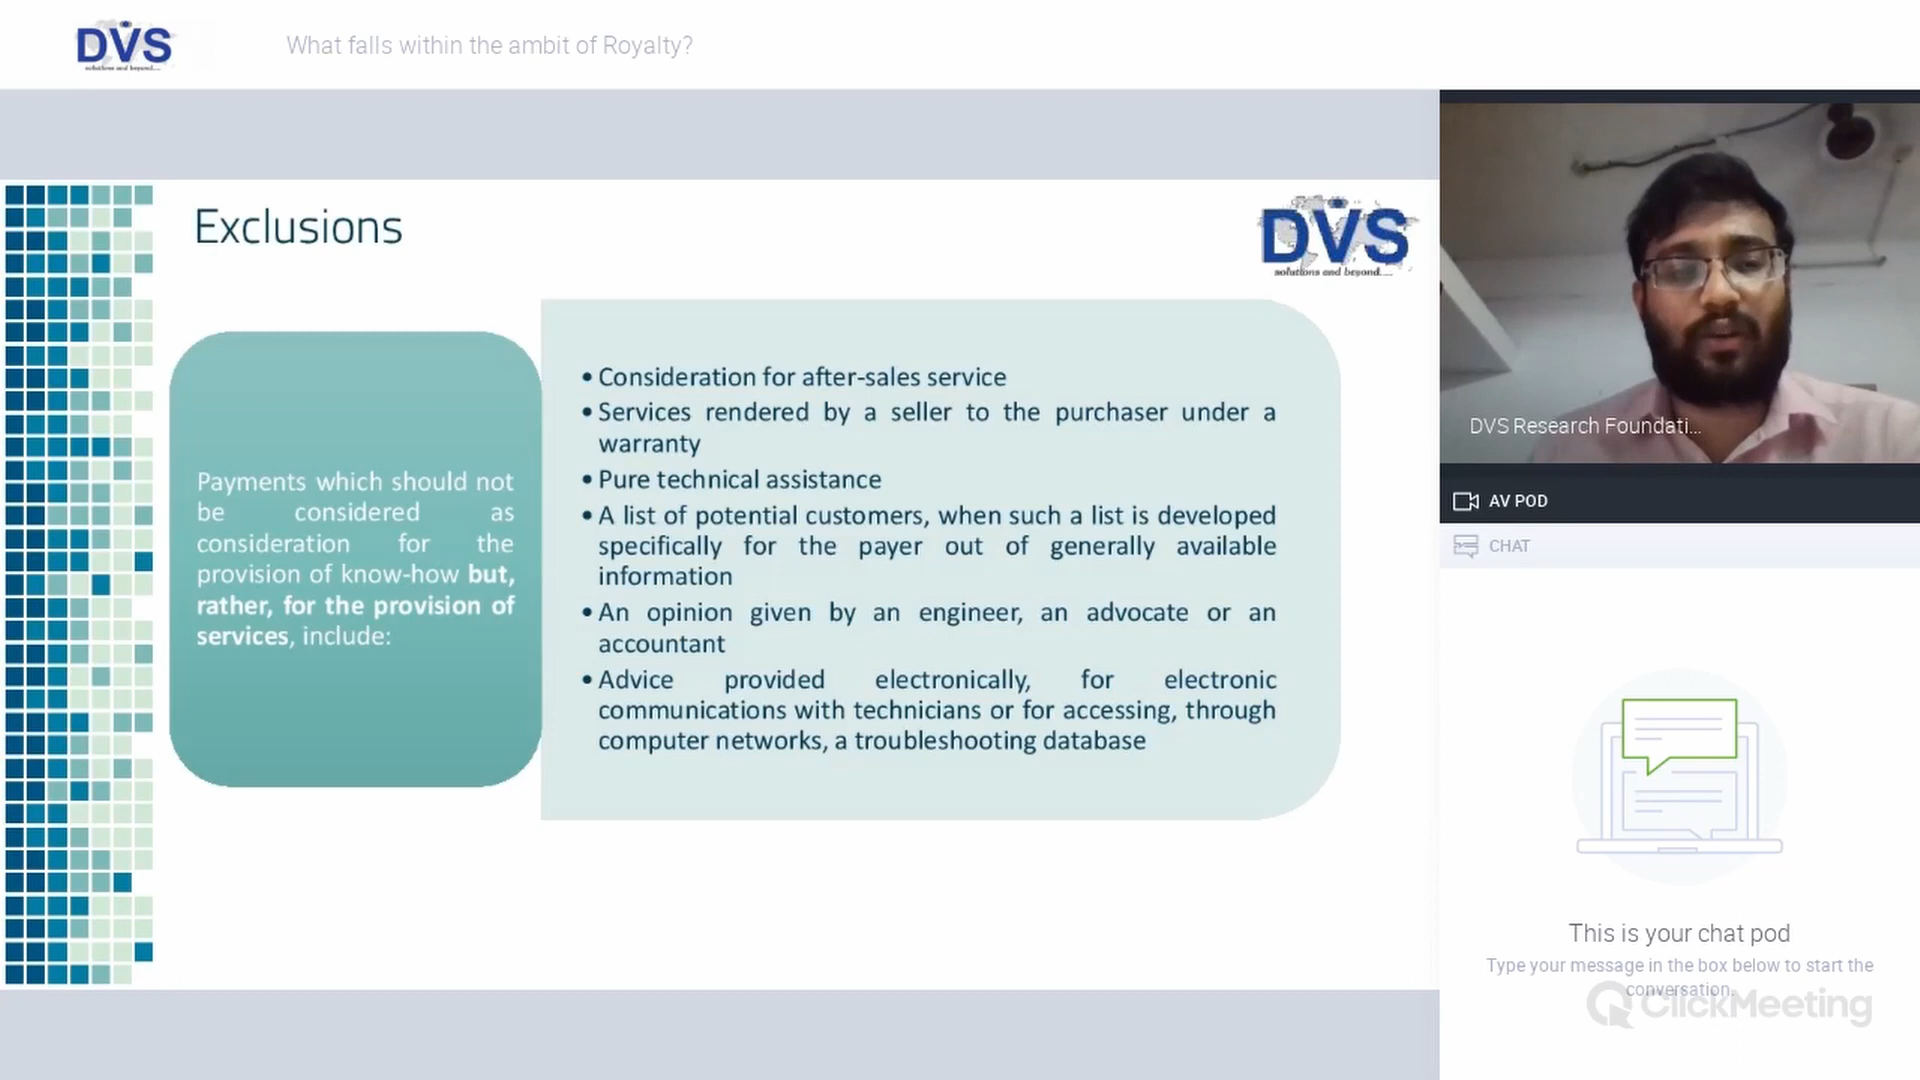 DVS
solutions and beyond....
What falls within the ambit of Royalty?
Exclusions
DVS
solutions and beyond....
Payments which should not
be considered as
consideration for the
provision of know-how but,
rather, for the provision of
services, include:
• Consideration for after-sales service
• Services rendered by a seller to the purchaser under a
warranty
• Pure technical assistance
• A list of potential customers, when such a list is developed
specifically for the payer out of generally available
information
• An opinion given by an engineer, an advocate or an
accountant
• Advice provided electronically, for electronic
communications with technicians or for accessing, through
computer networks, a troubleshooting database
DVS Research Foundati...
AV POD
CHAT
This is your chat pod
Type your message in the box below to start the
conversation.
ClickMeeting